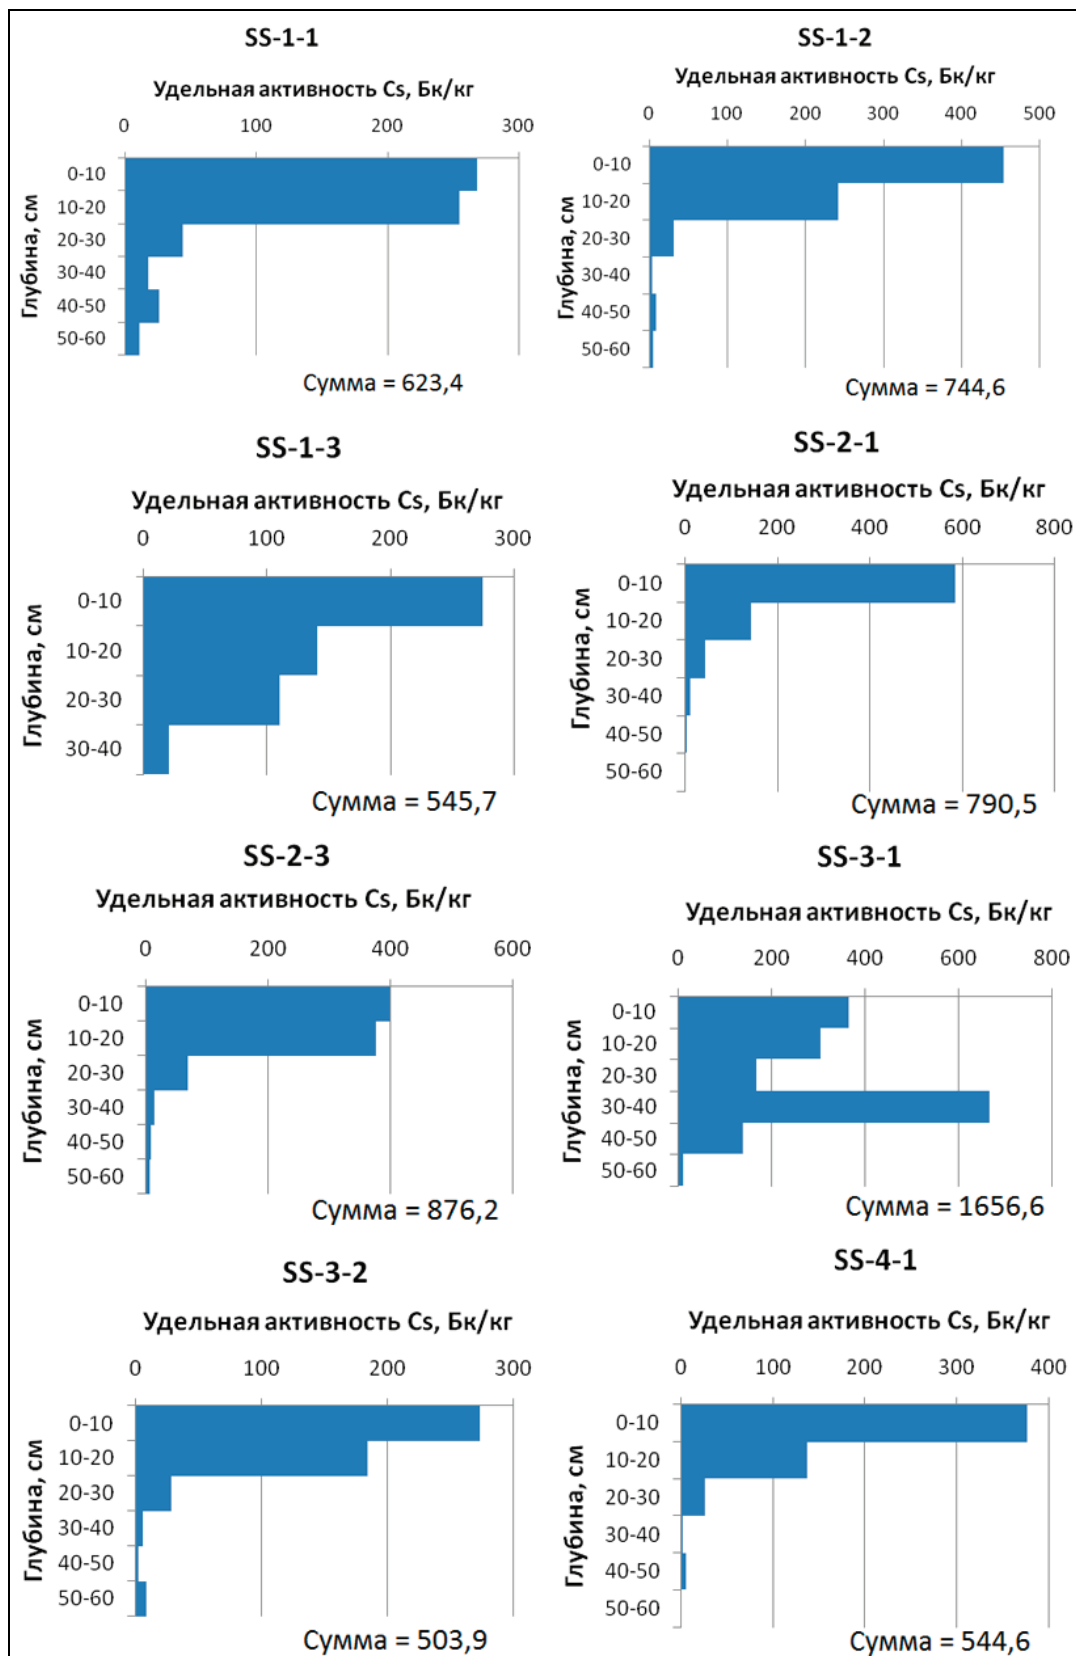 SS-1-1
Удельная активность Cs, Бк/кг
0 100 200 300
Глубина, см
0-10
10-20
20-30
30-40
40-50
50-60
Сумма = 623,4
SS-1-2
Удельная активность Cs, Бк/кг
0 100 200 300 400 500
Глубина, см
0-10
10-20
20-30
30-40
40-50
50-60
Сумма = 744,6
SS-1-3
Удельная активность Cs, Бк/кг
0 100 200 300
Глубина, см
0-10
10-20
20-30
30-40
Сумма = 545,7
SS-2-1
Удельная активность Cs, Бк/кг
0 200 400 600 800
Глубина, см
0-10
10-20
20-30
30-40
40-50
50-60
Сумма = 790,5
SS-2-3
Удельная активность Cs, Бк/кг
0 200 400 600
Глубина, см
0-10
10-20
20-30
30-40
40-50
50-60
Сумма = 876,2
SS-3-1
Удельная активность Cs, Бк/кг
0 200 400 600 800
Глубина, см
0-10
10-20
20-30
30-40
40-50
50-60
Сумма = 1656,6
SS-3-2
Удельная активность Cs, Бк/кг
0 100 200 300
Глубина, см
0-10
10-20
20-30
30-40
40-50
50-60
Сумма = 503,9
SS-4-1
Удельная активность Cs, Бк/кг
0 100 200 300 400
Глубина, см
0-10
10-20
20-30
30-40
40-50
50-60
Сумма = 544,6